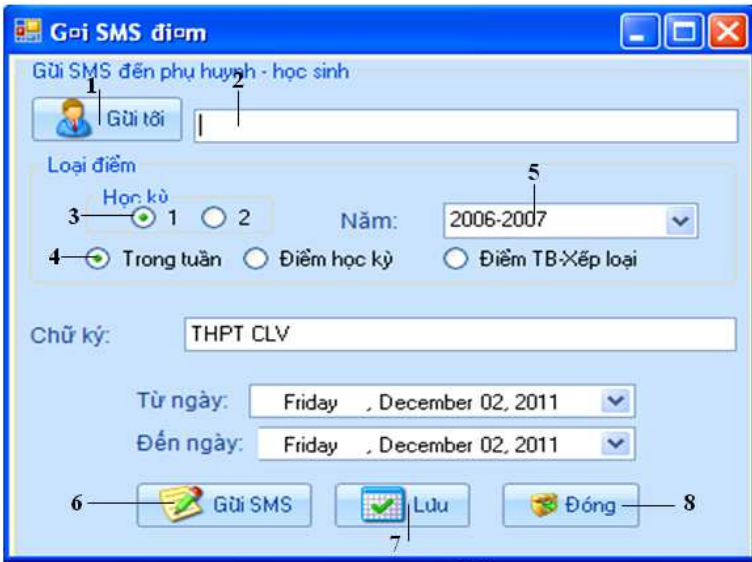 Gởi SMS điểm
Gửi SMS đến phụ huynh - học sinh
1
2
Gửi tới
Loại điểm
5
Học kỳ
3
1
2
Năm:
2006-2007
4
Trong tuần
Điểm học kỳ
Điểm TB-Xếp loại
Chữ ký:
THPT CLV
Từ ngày:
Friday , December 02, 2011
Đến ngày:
Friday , December 02, 2011
6
Gửi SMS
Lưu
Đóng
8
7